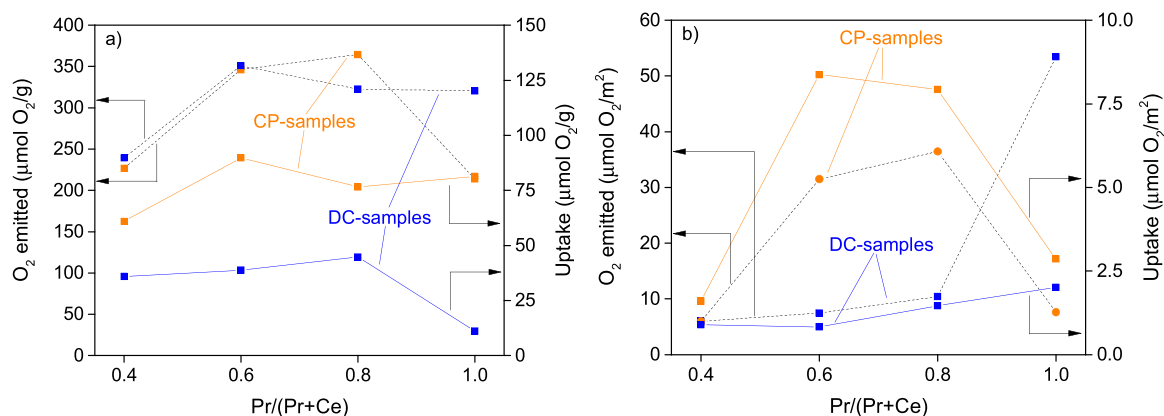 a)
400
350
300
250
200
150
100
50
0
O2 emitted (µmol O2/g)
150
125
100
75
50
25
0
Uptake (µmol O2/g)
CP-samples
DC-samples
0.4 0.6 0.8 1.0
Pr/(Pr+Ce)
b)
60
50
40
30
20
10
0
O2 emitted (µmol O2/m2)
10.0
7.5
5.0
2.5
0.0
Uptake (µmol O2/m2)
CP-samples
DC-samples
0.4 0.6 0.8 1.0
Pr/(Pr+Ce)